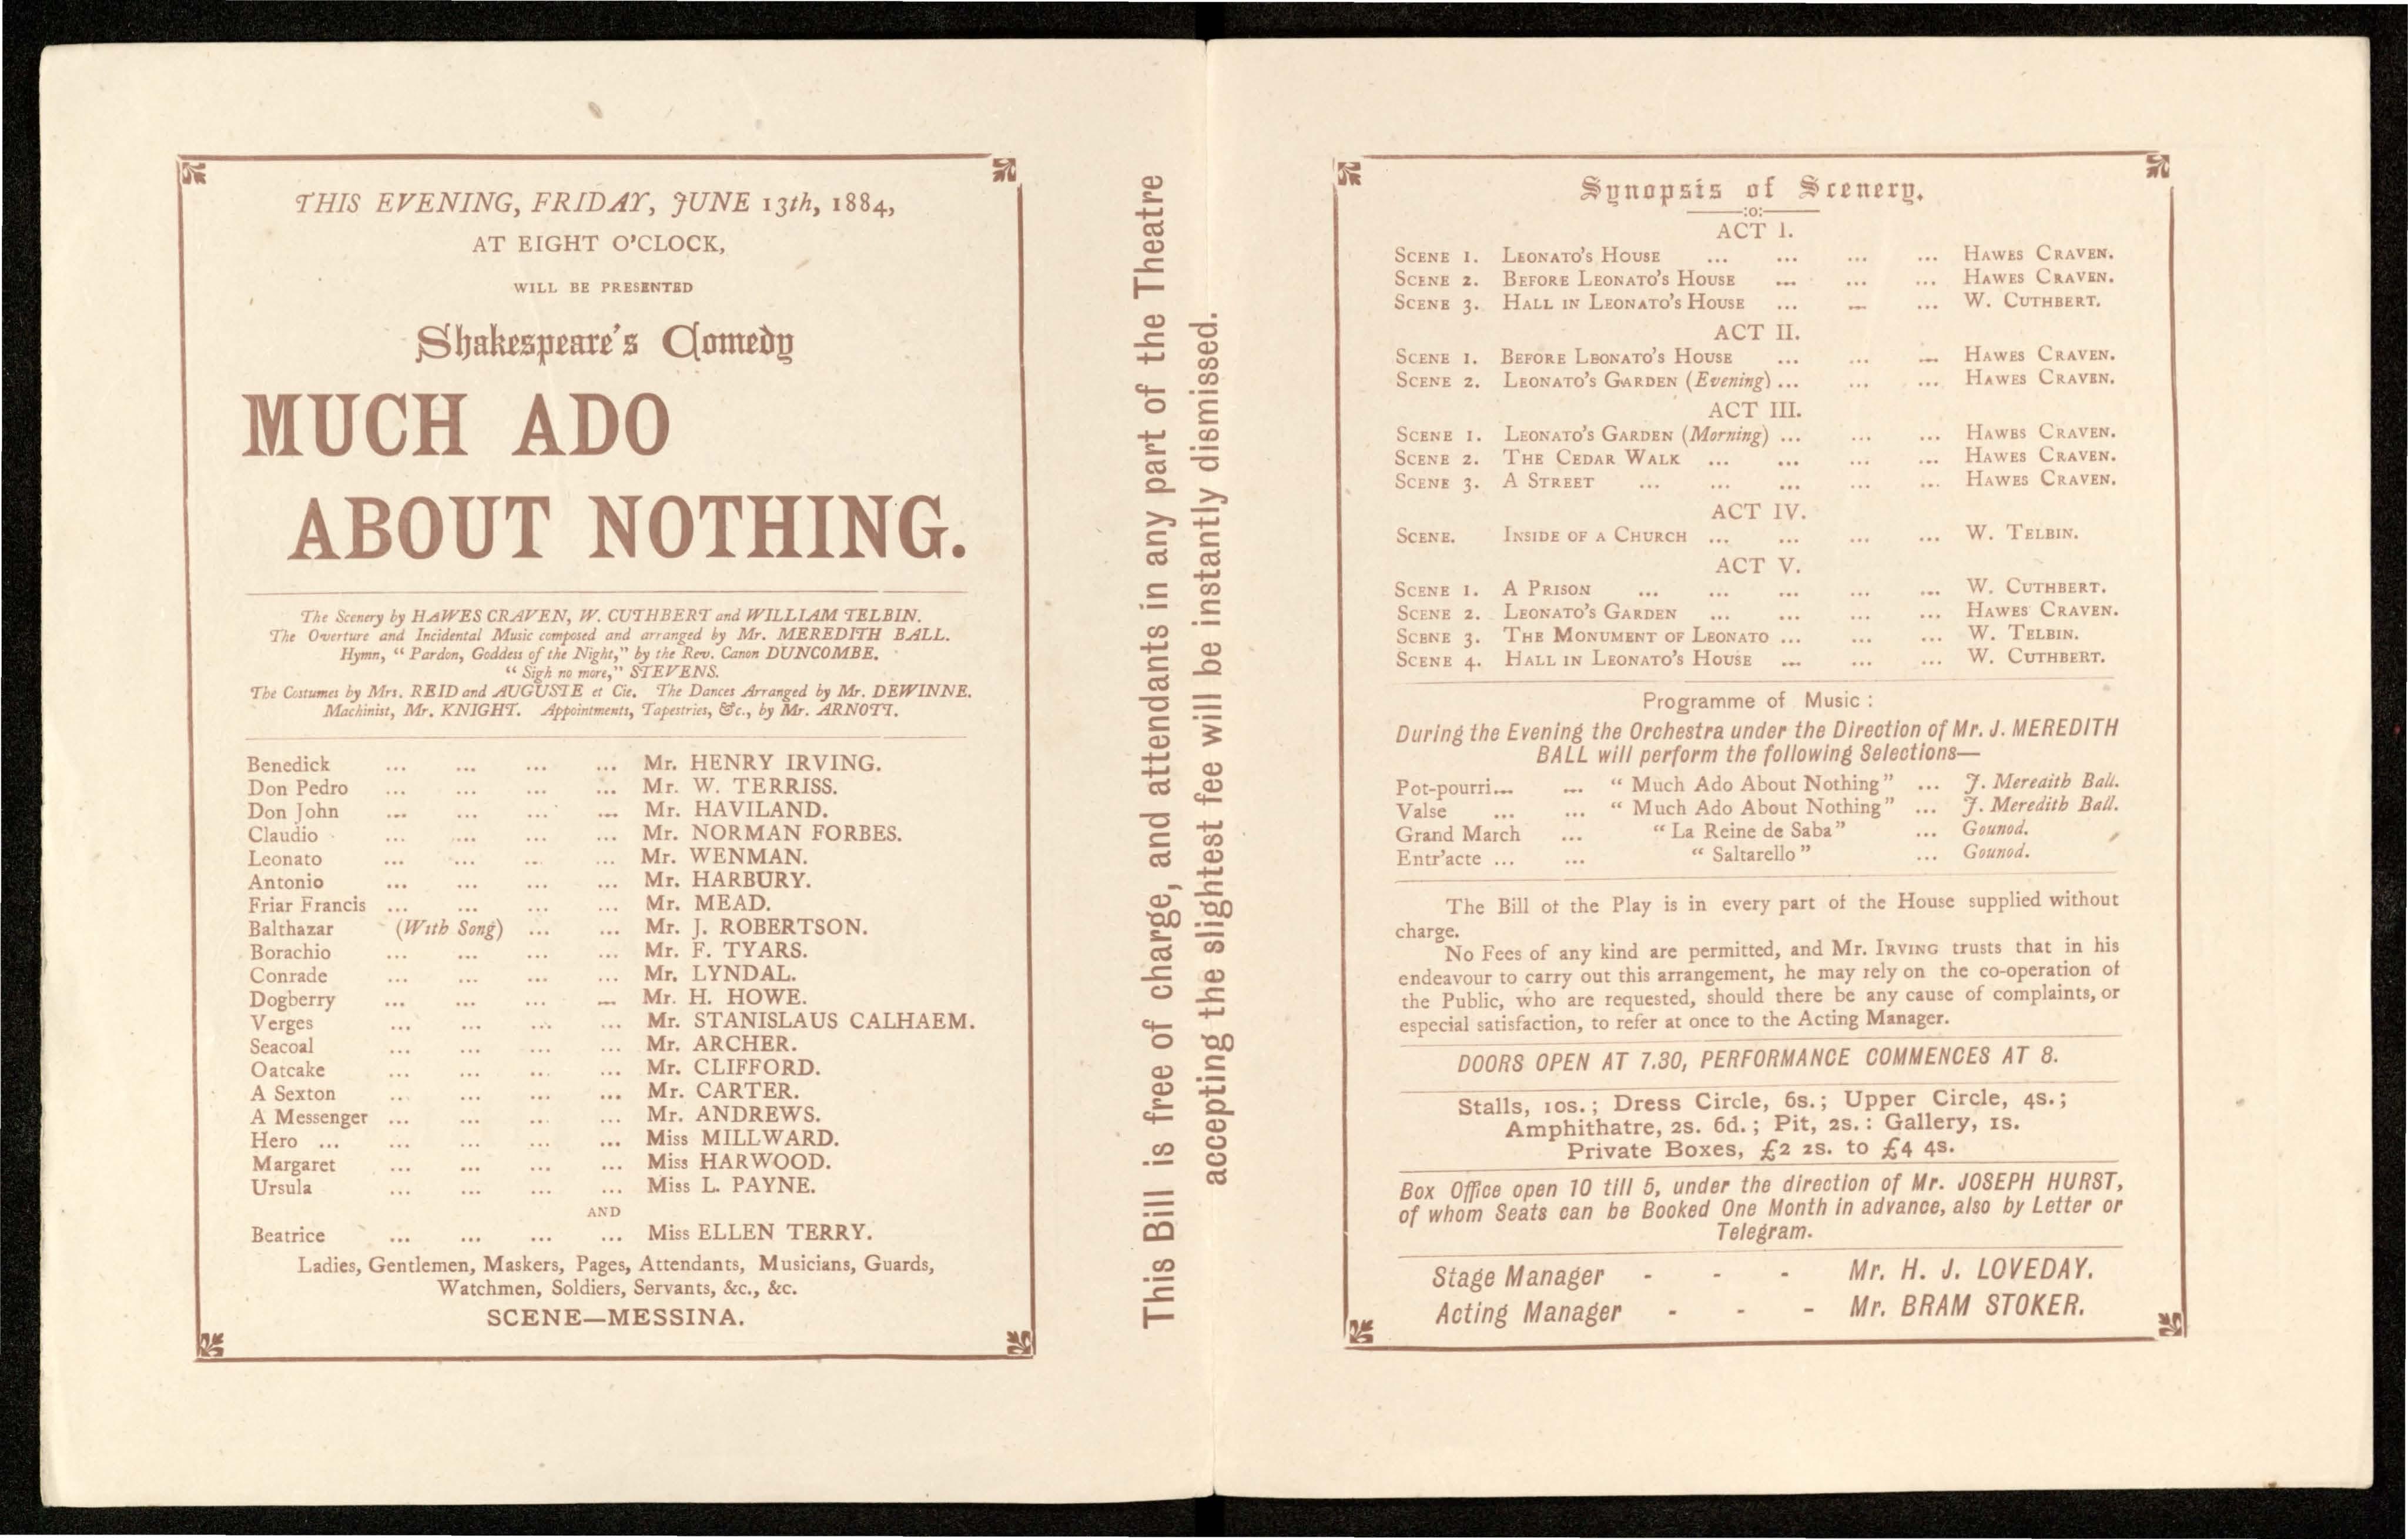 THIS EVENING, FRIDAY, JUNE 13th, 1884,
AT EIGHT O'CLOCK,
WILL BE PRESENTED
Shakespeare's Comedy
MUCH ADO
ABOUT NOTHING.
The Scenery by HAWES CRAVEN, W. CUTHBERT and WILLIAM TELBIN.
The Overture and Incidental Music composed and arranged by Mr. MEREDITH BALL.
Hymn, "Pardon, Goddess of the Night," by the Rev. Canon DUNCOMBE.
"Sigh no more," STEVENS.
The Costumes by Mrs. REID and AUGUSTE et Cie. The Dances Arranged by Mr. DEWINNE.
Machinist, Mr. KNIGHT. Appointments, Tapestries, &c., by Mr. ARNOTT.
Benedick ... ... ... ... Mr. HENRY IRVING.
Don Pedro ... ... ... ... Mr. W. TERRISS.
Don John ... ... ... ... Mr. HAVILAND.
Claudio ... ... ... ... Mr. NORMAN FORBES.
Leonato ... ... ... ... Mr. WENMAN.
Antonio ... ... ... ... Mr. HARBURY.
Friar Francis ... ... ... ... Mr. MEAD.
Balthazar (With Song) ... ... Mr. J. ROBERTSON.
Borachio ... ... ... ... Mr. F. TYARS.
Conrade ... ... ... ... Mr. LYNDAL.
Dogberry ... ... ... ... Mr. H. HOWE.
Verges ... ... ... ... Mr. STANISLAUS CALHAEM.
Seacoal ... ... ... ... Mr. ARCHER.
Oatcake ... ... ... ... Mr. CLIFFORD.
A Sexton ... ... ... ... Mr. CARTER.
A Messenger ... ... ... ... Mr. ANDREWS.
Hero ... ... ... ... ... Miss MILLWARD.
Margaret ... ... ... ... Miss HARWOOD.
Ursula ... ... ... ... Miss L. PAYNE.
AND
Beatrice ... ... ... ... Miss ELLEN TERRY.
Ladies, Gentlemen, Maskers, Pages, Attendants, Musicians, Guards,
Watchmen, Soldiers, Servants, &c., &c.
SCENE—MESSINA.
This Bill is free of charge, and attendants in any part of the Theatre
accepting the slightest fee will be instantly dismissed.
Synopsis of Scenery.
:o:
ACT I.
SCENE 1. LEONATO'S HOUSE ... ... ... ... HAWES CRAVEN.
SCENE 2. BEFORE LEONATO'S HOUSE ... ... ... HAWES CRAVEN.
SCENE 3. HALL IN LEONATO'S HOUSE ... ... ... W. CUTHBERT.
ACT II.
SCENE 1. BEFORE LEONATO'S HOUSE ... ... ... HAWES CRAVEN.
SCENE 2. LEONATO'S GARDEN (Evening) ... ... ... HAWES CRAVEN.
ACT III.
SCENE 1. LEONATO'S GARDEN (Morning) ... ... ... HAWES CRAVEN.
SCENE 2. THE CEDAR WALK ... ... ... ... HAWES CRAVEN.
SCENE 3. A STREET ... ... ... ... ... HAWES CRAVEN.
ACT IV.
SCENE. INSIDE OF A CHURCH ... ... ... ... W. TELBIN.
ACT V.
SCENE 1. A PRISON ... ... ... ... ... W. CUTHBERT.
SCENE 2. LEONATO'S GARDEN ... ... ... ... HAWES CRAVEN.
SCENE 3. THE MONUMENT OF LEONATO ... ... ... W. TELBIN.
SCENE 4. HALL IN LEONATO'S HOUSE ... ... ... W. CUTHBERT.
Programme of Music :
During the Evening the Orchestra under the Direction of Mr. J. MEREDITH
BALL will perform the following Selections—
Pot-pourri... ... "Much Ado About Nothing" ... J. Meredith Ball.
Valse ... ... "Much Ado About Nothing" ... J. Meredith Ball.
Grand March ... "La Reine de Saba" ... Gounod.
Entr'acte ... ... "Saltarello" ... Gounod.
The Bill of the Play is in every part of the House supplied without
charge.
No Fees of any kind are permitted, and Mr. IRVING trusts that in his
endeavour to carry out this arrangement, he may rely on the co-operation of
the Public, who are requested, should there be any cause of complaints, or
especial satisfaction, to refer at once to the Acting Manager.
DOORS OPEN AT 7.30, PERFORMANCE COMMENCES AT 8.
Stalls, 10s.; Dress Circle, 6s.; Upper Circle, 4s.;
Amphithatre, 2s. 6d.; Pit, 2s.: Gallery, 1s.
Private Boxes, £2 2s. to £4 4s.
Box Office open 10 till 5, under the direction of Mr. JOSEPH HURST,
of whom Seats can be Booked One Month in advance, also by Letter or
Telegram.
Stage Manager - - - Mr. H. J. LOVEDAY.
Acting Manager - - - Mr. BRAM STOKER.